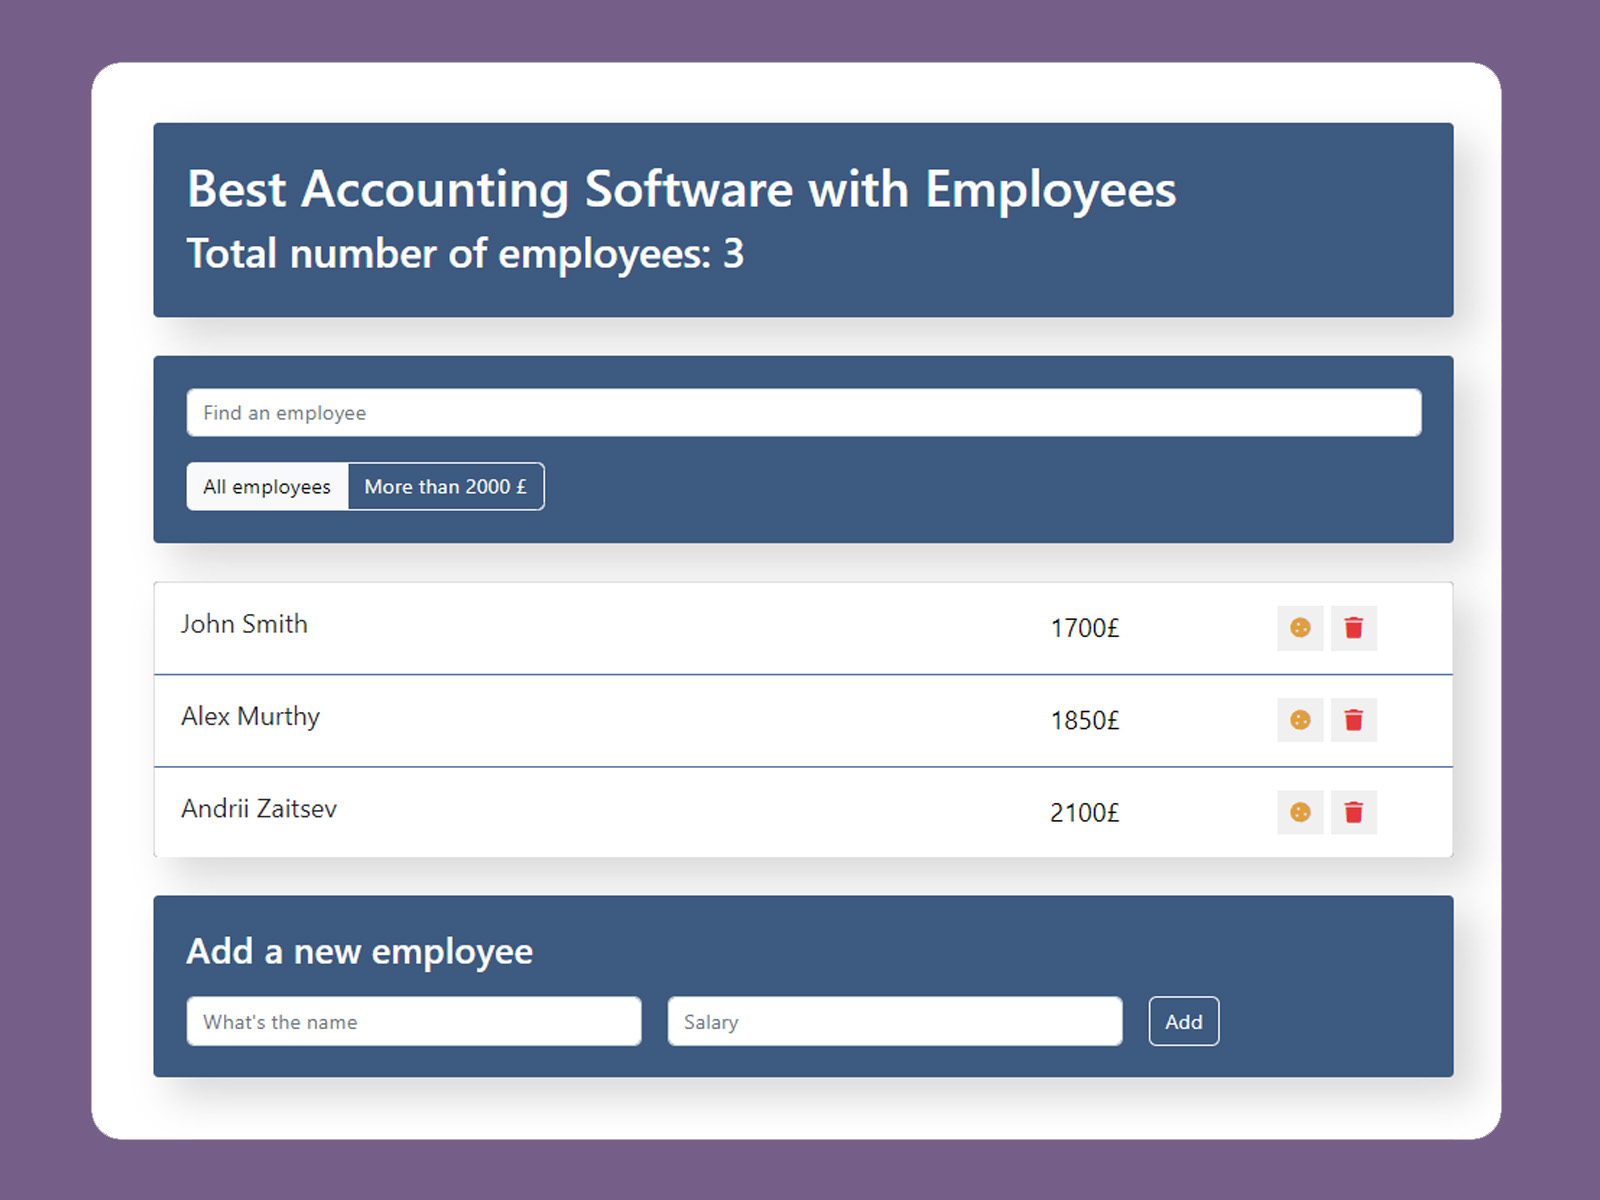 Best Accounting Software with Employees
Total number of employees: 3
Find an employee
All employees More than 2000 £
John Smith 1700£
Alex Murthy 1850£
Andrii Zaitsev 2100£
Add a new employee
What's the name Salary Add